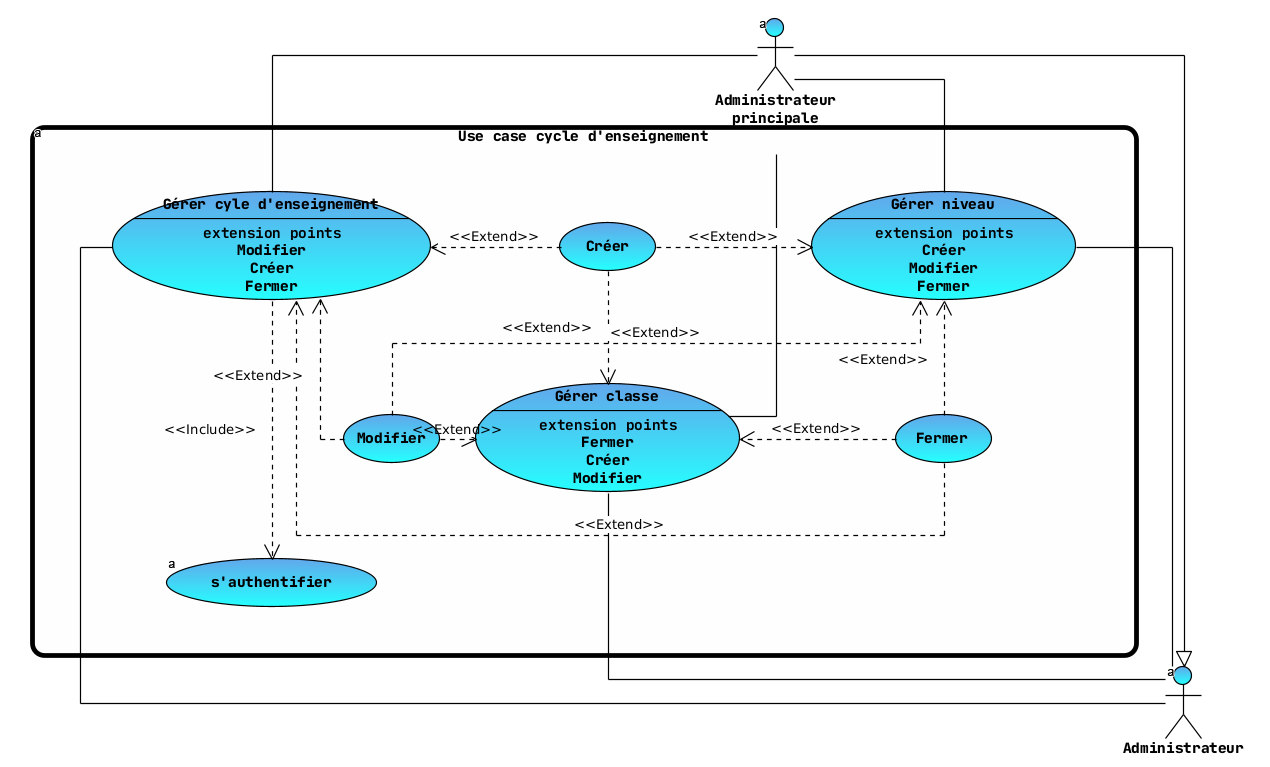 a
Administrateur
principale
a
Use case cycle d'enseignement
Gérer cyle d'enseignement
extension points
Modifier
Créer
Fermer
<<Extend>>
Créer
<<Extend>>
Gérer niveau
extension points
Créer
Modifier
Fermer
<<Extend>>
<<Extend>>
<<Extend>>
<<Extend>>
<<Include>>
Modifier
<<Extend>>
Gérer classe
extension points
Fermer
Créer
Modifier
<<Extend>>
Fermer
<<Extend>>
a
s'authentifier
a
Administrateur